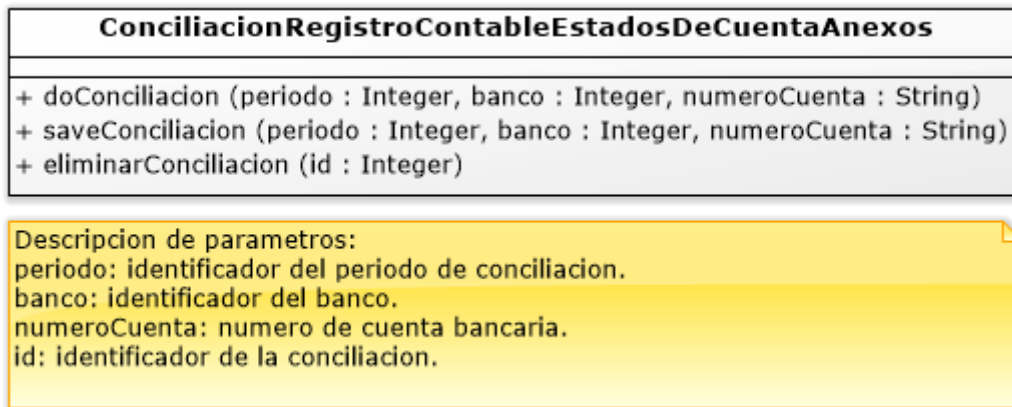 ConciliacionRegistroContableEstadosDeCuentaAnexos
+ doConciliacion (periodo : Integer, banco : Integer, numeroCuenta : String)
+ saveConciliacion (periodo : Integer, banco : Integer, numeroCuenta : String)
+ eliminarConciliacion (id : Integer)
Descripcion de parametros:
periodo: identificador del periodo de conciliacion.
banco: identificador del banco.
numeroCuenta: numero de cuenta bancaria.
id: identificador de la conciliacion.